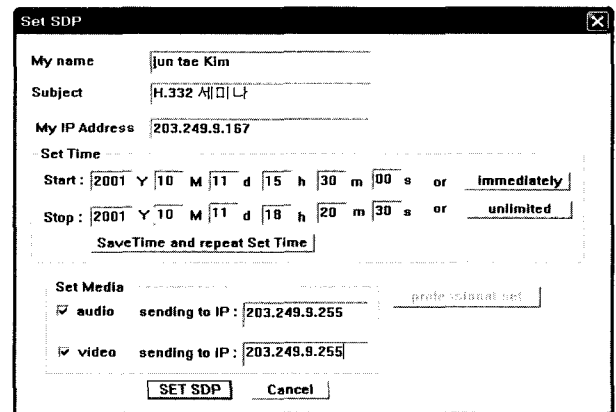 Set SDP
My name jun tae Kim
Subject H.332 세미나
My IP Address 203.249.9.167
Set Time
Start : 2001 Y 10 M 11 d 15 h 30 m 00 s or immediately
Stop : 2001 Y 10 M 11 d 18 h 20 m 30 s or unlimited
SaveTime and repeat Set Time
Set Media
audio sending to IP : 203.249.9.255
professional set
video sending to IP : 203.249.9.255
SET SDP Cancel